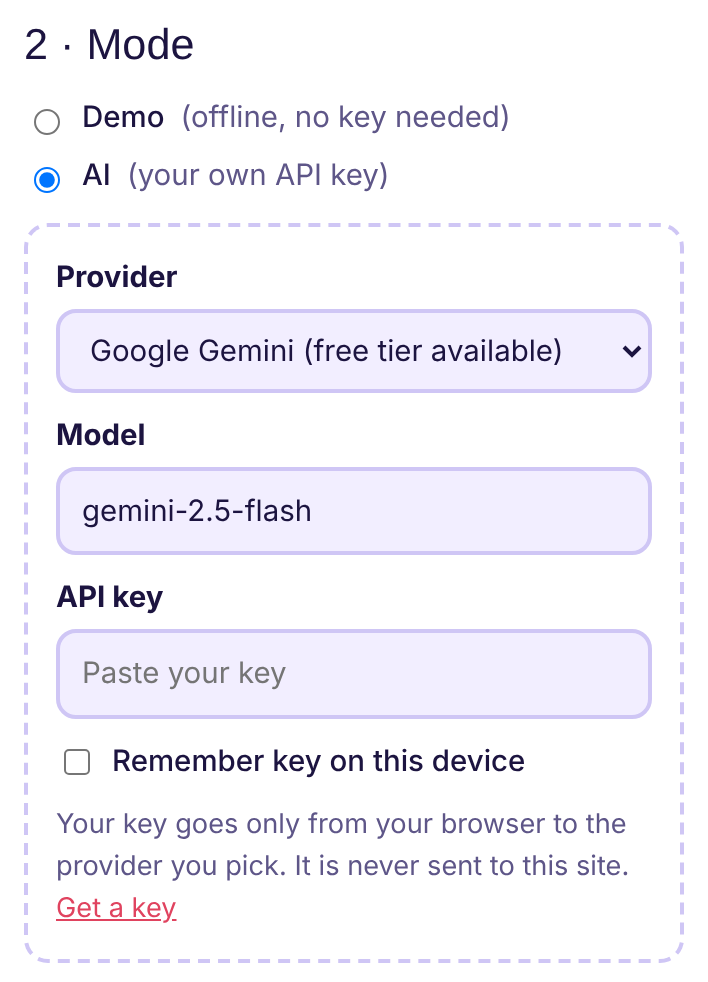 2 · Mode
Demo (offline, no key needed)
AI (your own API key)
Provider
Google Gemini (free tier available)
Model
gemini-2.5-flash
API key
Paste your key
Remember key on this device
Your key goes only from your browser to the
provider you pick. It is never sent to this site.
Get a key